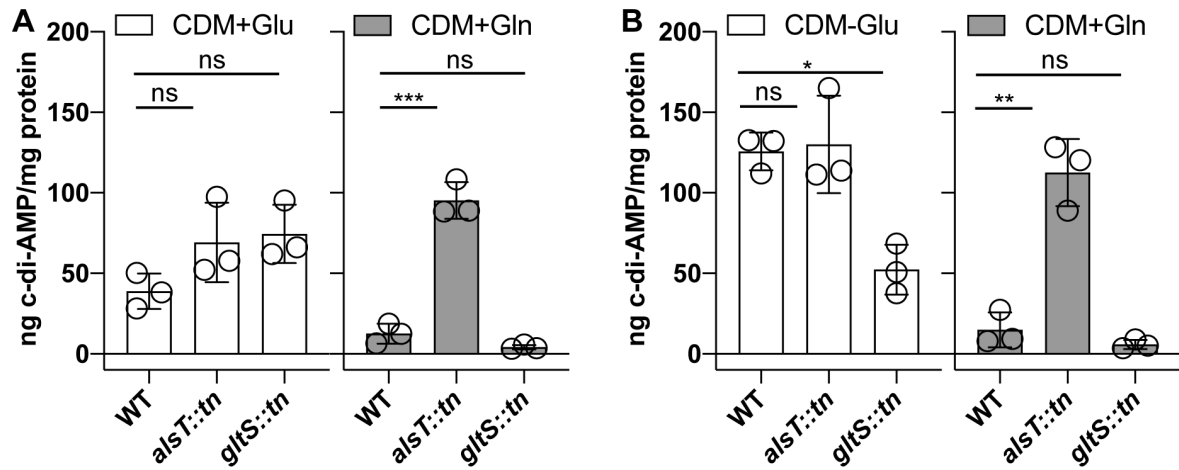 A
ng c-di-AMP/mg protein
200
150
100
50
0
CDM+Glu
ns
ns
WT
alsT::tn
gltS::tn
CDM+Gln
ns
***
WT
alsT::tn
gltS::tn
B
ng c-di-AMP/mg protein
200
150
100
50
0
CDM-Glu
*
ns
WT
alsT::tn
gltS::tn
CDM+Gln
ns
**
WT
alsT::tn
gltS::tn